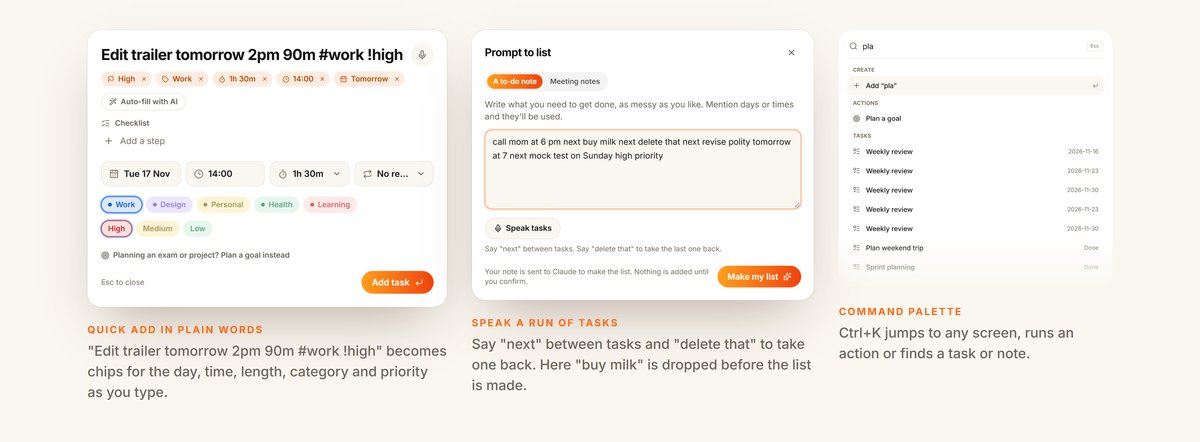 Edit trailer tomorrow 2pm 90m #work !high
High × Work × 1h 30m × 14:00 × Tomorrow ×
Auto-fill with AI
Checklist
+ Add a step
Tue 17 Nov 14:00 1h 30m No re...
Work Design Personal Health Learning
High Medium Low
Planning an exam or project? Plan a goal instead
Esc to close Add task
QUICK ADD IN PLAIN WORDS
"Edit trailer tomorrow 2pm 90m #work !high" becomes
chips for the day, time, length, category and priority
as you type.
Prompt to list
A to-do note Meeting notes
Write what you need to get done, as messy as you like. Mention days or times
and they'll be used.
call mom at 6 pm next buy milk next delete that next revise polity tomorrow
at 7 next mock test on Sunday high priority
Speak tasks
Say "next" between tasks. Say "delete that" to take the last one back.
Your note is sent to Claude to make the list. Nothing is added until
you confirm.
Make my list
SPEAK A RUN OF TASKS
Say "next" between tasks and "delete that" to take
one back. Here "buy milk" is dropped before the list
is made.
pla Esc
CREATE
+ Add "pla"
ACTIONS
Plan a goal
TASKS
Weekly review 2026-11-16
Weekly review 2026-11-23
Weekly review 2026-11-30
Weekly review 2026-11-23
Weekly review 2026-11-30
Plan weekend trip Done
Sprint planning Done
COMMAND PALETTE
Ctrl+K jumps to any screen, runs an
action or finds a task or note.